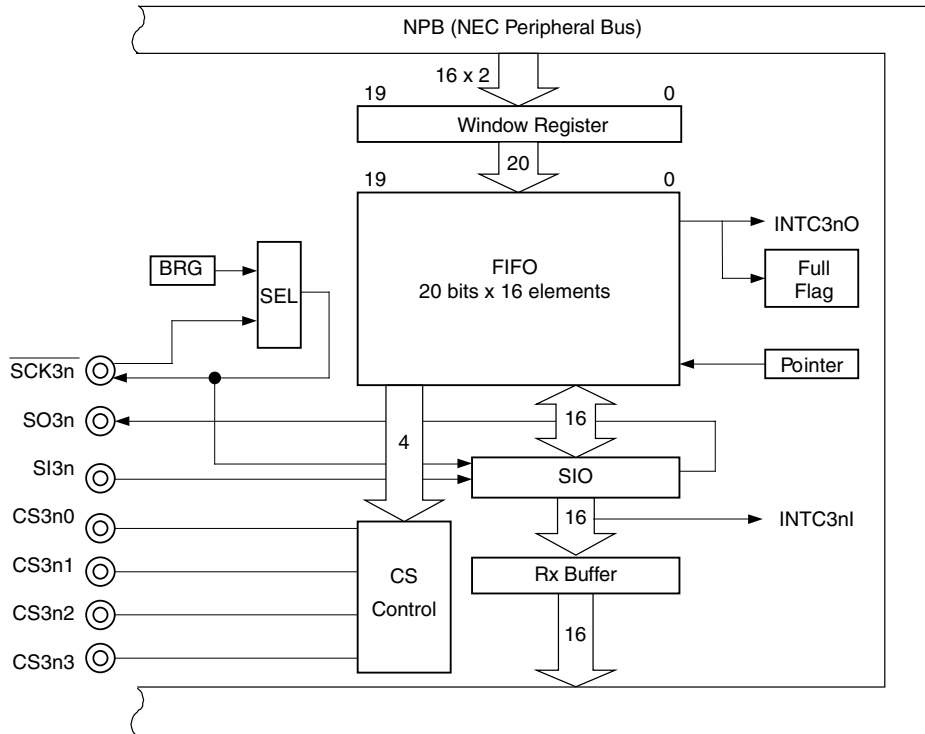 NPB (NEC Peripheral Bus)
16 x 2
19
0
Window Register
20
19
0
FIFO
20 bits x 16 elements
INTC3nO
Full
Flag
BRG
SEL
Pointer
SCK3n
SO3n
16
4
SI3n
SIO
CS3n0
16
INTC3nI
CS3n1
CS
Control
Rx Buffer
CS3n2
16
CS3n3